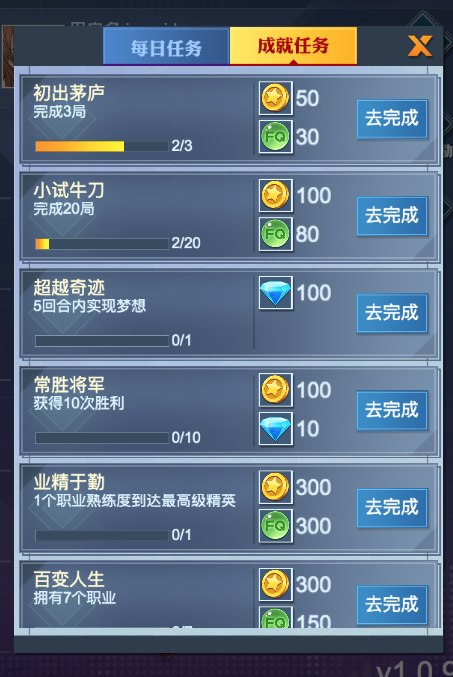 每日任务
成就任务
初出茅庐
完成3局
2/3
50
FQ
30
去完成
小试牛刀
完成20局
2/20
100
FQ
80
去完成
超越奇迹
5回合内实现梦想
0/1
100
去完成
常胜将军
获得10次胜利
0/10
100
10
去完成
业精于勤
1个职业熟练度到达最高级精英
0/1
300
FQ
300
去完成
百变人生
拥有7个职业
300
FQ
150
去完成